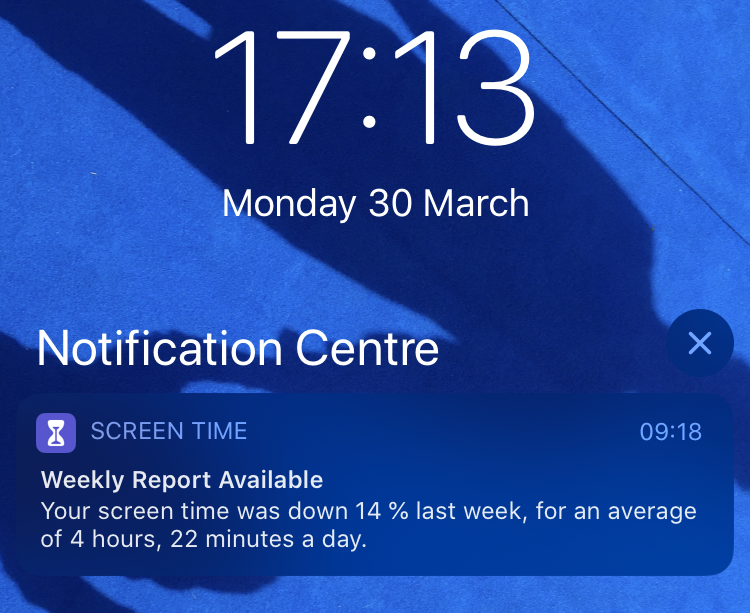 17:13
Monday 30 March
Notification Centre
SCREEN TIME 09:18
Weekly Report Available
Your screen time was down 14 % last week, for an average
of 4 hours, 22 minutes a day.